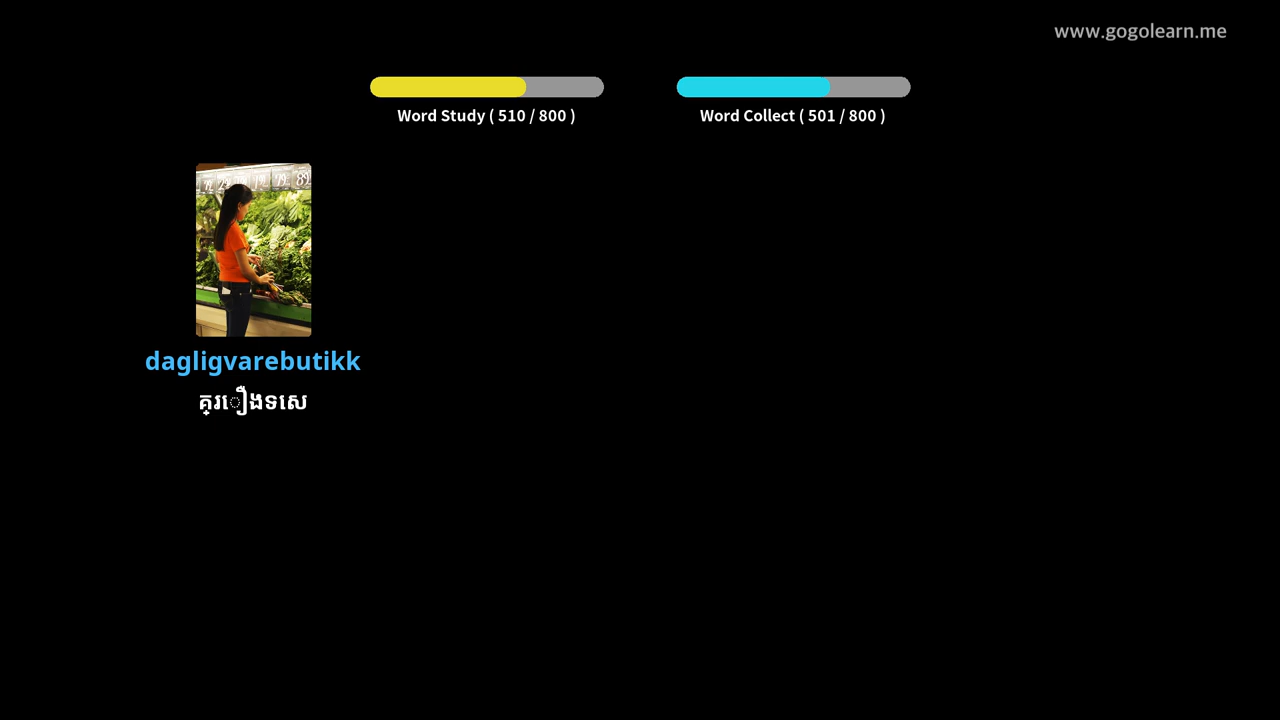 www.gogolearn.me
Word Study ( 510 / 800 )
Word Collect ( 501 / 800 )
dagligvarebutikk
គ្រឿងទេស